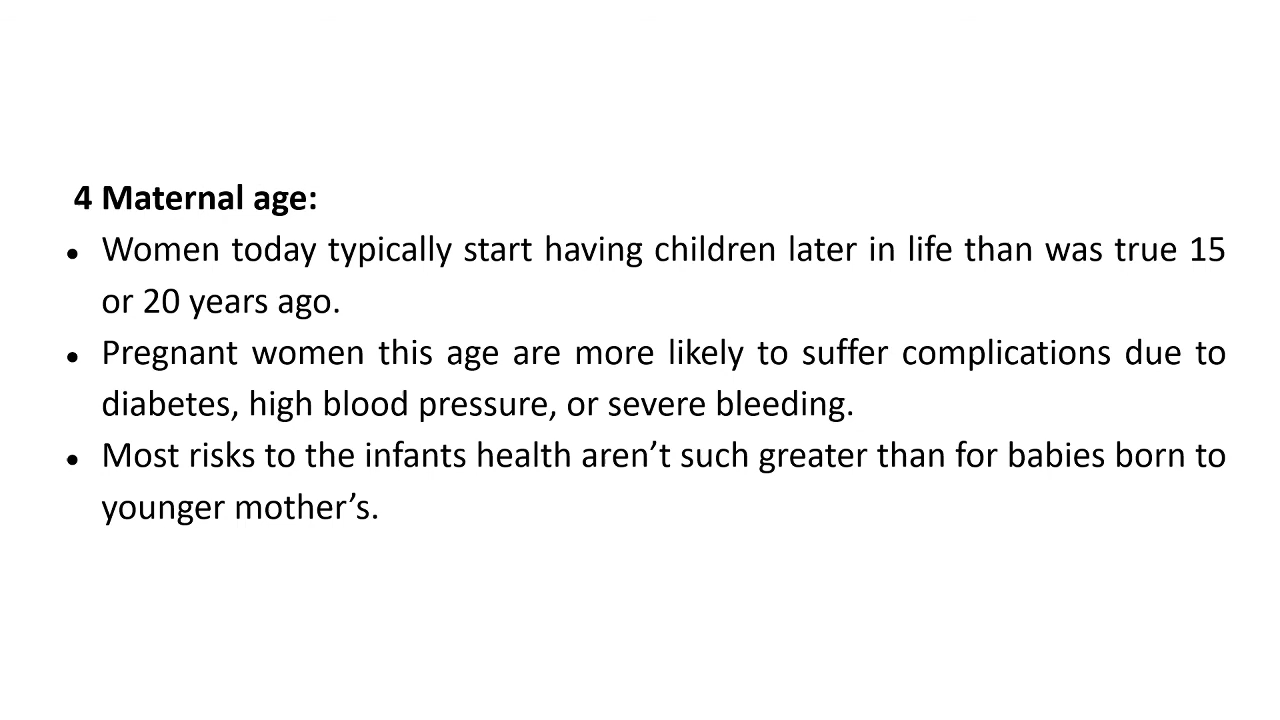 4 Maternal age:
● Women today typically start having children later in life than was true 15
or 20 years ago.
● Pregnant women this age are more likely to suffer complications due to
diabetes, high blood pressure, or severe bleeding.
● Most risks to the infants health aren’t such greater than for babies born to
younger mother’s.